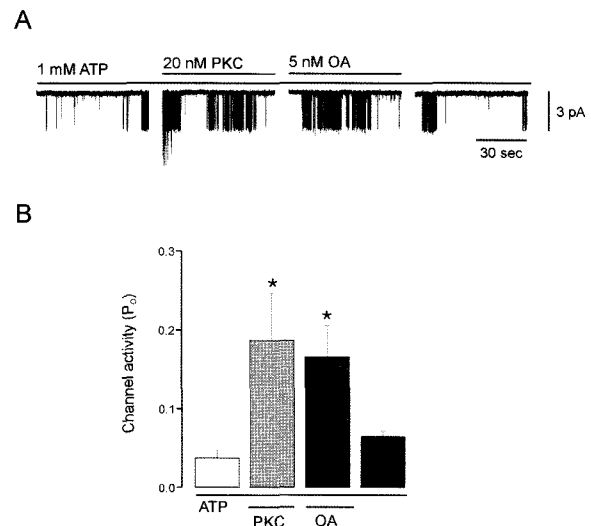 A
1 mM ATP
20 nM PKC
5 nM OA
3 pA
30 sec
B
Channel activity (Po)
0.3
0.2
0.1
0.0
*
*
ATP
PKC
OA